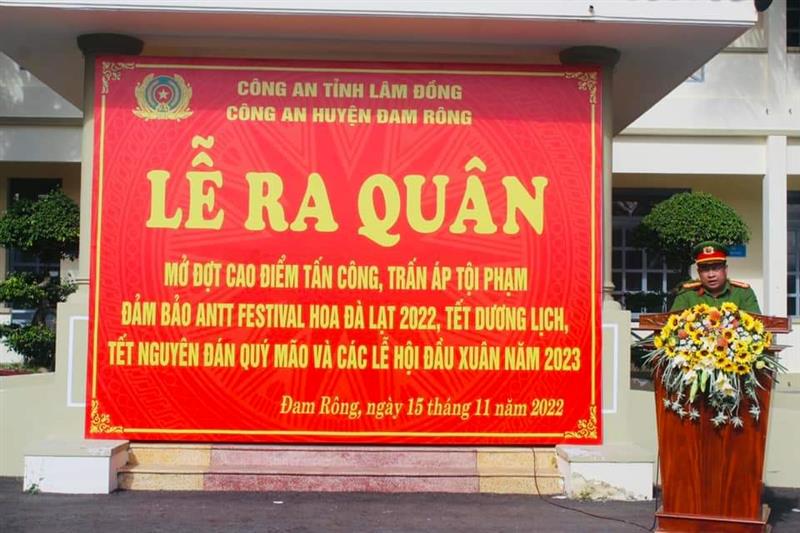 CÔNG AN TỈNH LÂM ĐỒNG
CÔNG AN HUYỆN ĐAM RÔNG
LỄ RA QUÂN
MỞ ĐỢT CAO ĐIỂM TẤN CÔNG, TRẤN ÁP TỘI PHẠM
ĐẢM BẢO ANTT FESTIVAL HOA ĐÀ LẠT 2022, TẾT DƯƠNG LỊCH,
TẾT NGUYÊN ĐÁN QUÝ MÃO VÀ CÁC LỄ HỘI ĐẦU XUÂN NĂM 2023
Đam Rông, ngày 15 tháng 11 năm 2022